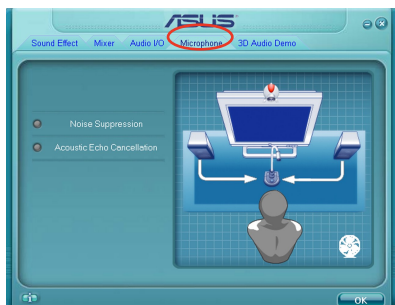 ASUS
Sound Effect Mixer Audio I/O Microphone 3D Audio Demo
Noise Suppression
Acoustic Echo Cancellation
OK